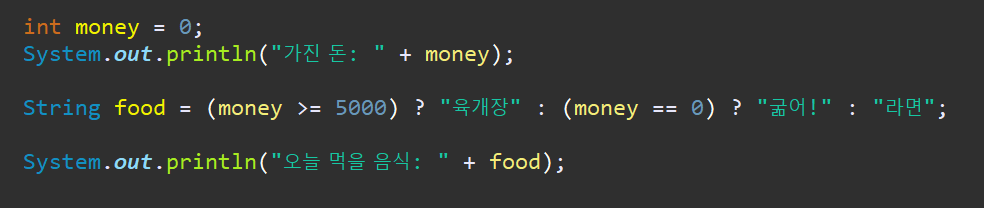 int money = 0;
System.out.println("가진 돈: " + money);
String food = (money >= 5000) ? "육개장" : (money == 0) ? "굶어!" : "라면";
System.out.println("오늘 먹을 음식: " + food);